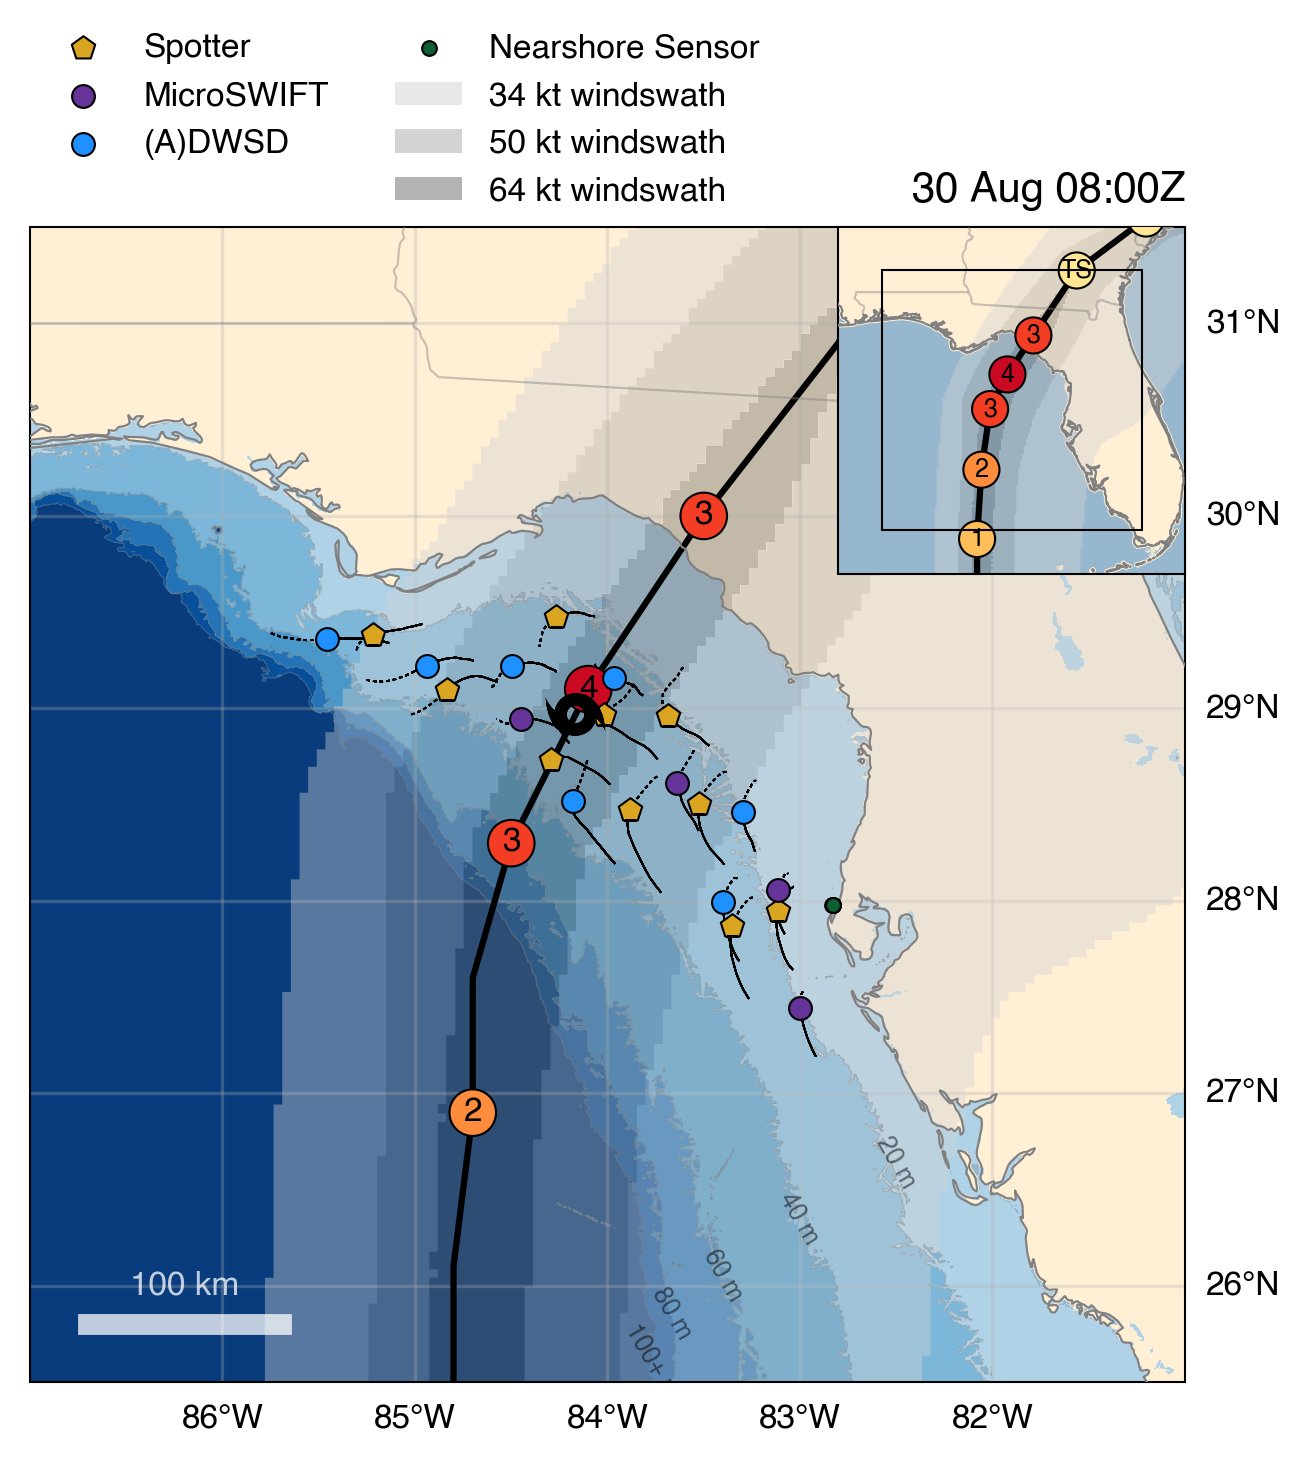 Spotter
MicroSWIFT
(A)DWSD
Nearshore Sensor
34 kt windswath
50 kt windswath
64 kt windswath
30 Aug 08:00Z
TS
3
4
3
2
1
31°N
30°N
29°N
28°N
27°N
26°N
3
4
3
2
20 m
40 m
60 m
80 m
100+
100 km
86°W
85°W
84°W
83°W
82°W